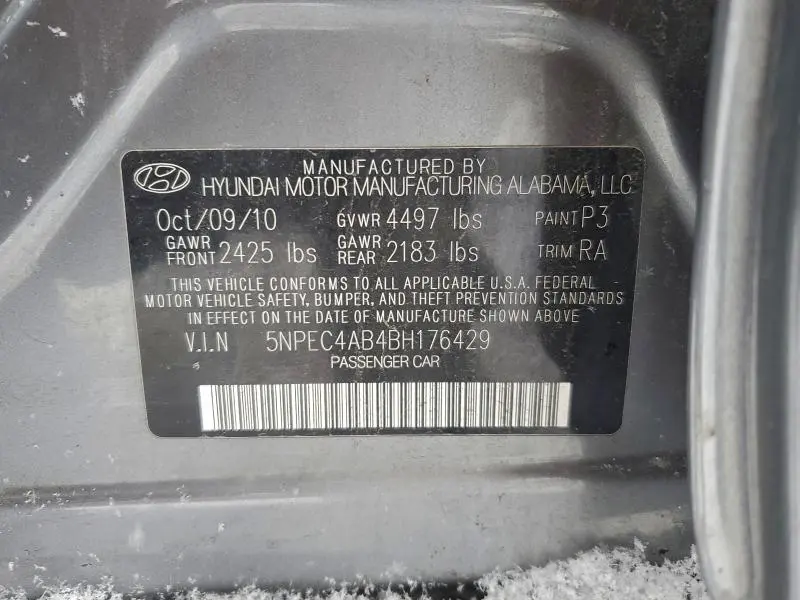 MANUFACTURED BY
HYUNDAI MOTOR MANUFACTURING ALABAMA, LLC
Oct/09/10 GVWR 4497 lbs PAINT P3
GAWR FRONT 2425 lbs GAWR REAR 2183 lbs TRIM RA
THIS VEHICLE CONFORMS TO ALL APPLICABLE U.S.A. FEDERAL
MOTOR VEHICLE SAFETY, BUMPER, AND THEFT PREVENTION STANDARDS
IN EFFECT ON THE DATE OF MANUFACTURE SHOWN ABOVE
V.I.N 5NPEC4AB4BH176429
PASSENGER CAR